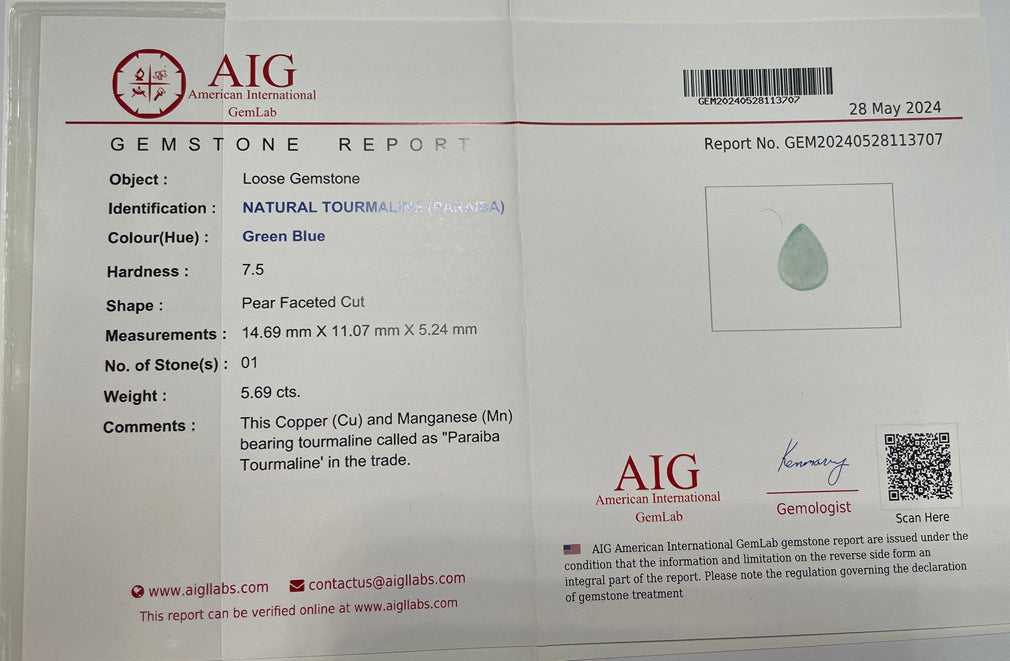 AIG
American International
GemLab
GEM20240528113707
28 May 2024
GEMSTONE REPORT
Report No. GEM20240528113707
Object : Loose Gemstone
Identification : NATURAL TOURMALINE (PARAIBA)
Colour(Hue) : Green Blue
Hardness : 7.5
Shape : Pear Faceted Cut
Measurements : 14.69 mm X 11.07 mm X 5.24 mm
No. of Stone(s) : 01
Weight : 5.69 cts.
Comments : This Copper (Cu) and Manganese (Mn)
bearing tourmaline called as "Paraiba
Tourmaline' in the trade.
AIG
American International
GemLab
Kenmary
Gemologist
Scan Here
AIG American International GemLab gemstone report are issued under the
condition that the information and limitation on the reverse side form an
integral part of the report. Please note the regulation governing the declaration
of gemstone treatment
www.aigllabs.com contactus@aigllabs.com
This report can be verified online at www.aigllabs.com